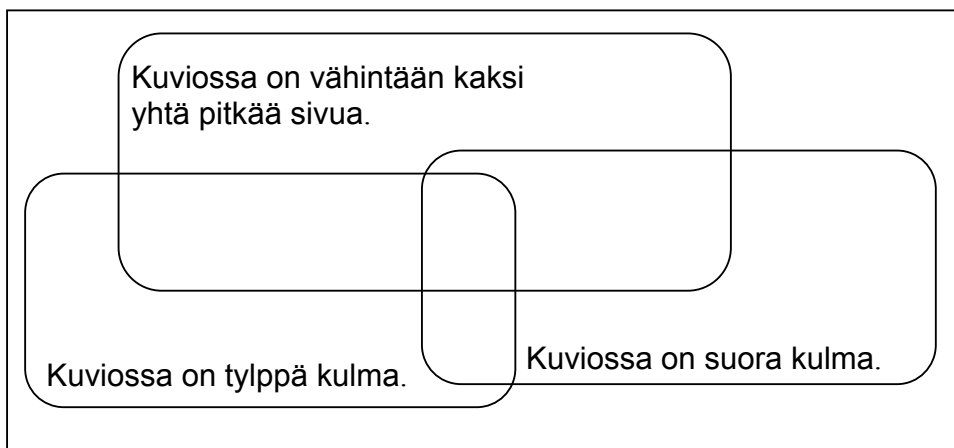 Kuviossa on vähintään kaksi
yhtä pitkää sivua.
Kuviossa on tylppä kulma.
Kuviossa on suora kulma.